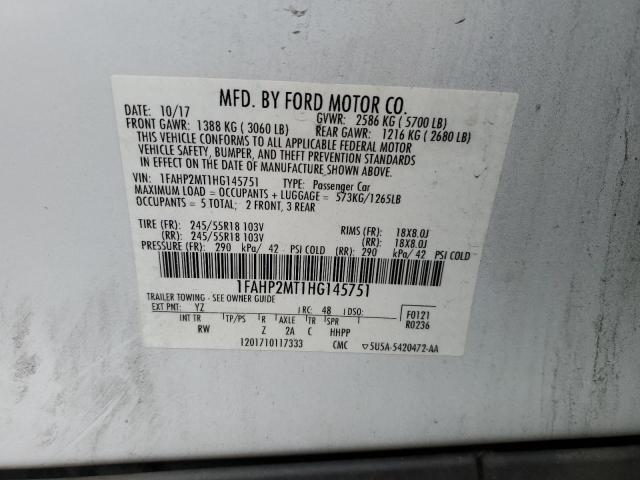 MFD. BY FORD MOTOR CO.
DATE: 10/17 GVWR: 2586 KG ( 5700 LB)
FRONT GAWR: 1388 KG ( 3060 LB) REAR GAWR: 1216 KG ( 2680 LB)
THIS VEHICLE CONFORMS TO ALL APPLICABLE FEDERAL MOTOR
VEHICLE SAFETY, BUMPER, AND THEFT PREVENTION STANDARDS
IN EFFECT ON THE DATE OF MANUFACTURE SHOWN ABOVE.
VIN: 1FAHP2MT1HG145751 TYPE: Passenger Car
MAXIMUM LOAD = OCCUPANTS + LUGGAGE = 573KG/1265LB
OCCUPANTS = 5 TOTAL; 2 FRONT, 3 REAR
TIRE (FR): 245/55R18 103V RIMS (FR): 18X8.0J
(RR): 245/55R18 103V (RR): 18X8.0J
PRESSURE (FR): 290 kPa/ 42 PSI COLD (RR): 290 kPa/ 42 PSI COLD
1FAHP2MT1HG145751
TRAILER TOWING - SEE OWNER GUIDE
EXT PNT: YZ RC: 48 DSO: F0121
INT TR TP/PS R AXLE TR SPR R0236
RW Z 2A C HHPP
1201710117333 CMC ▽5U5A-5420472-AA